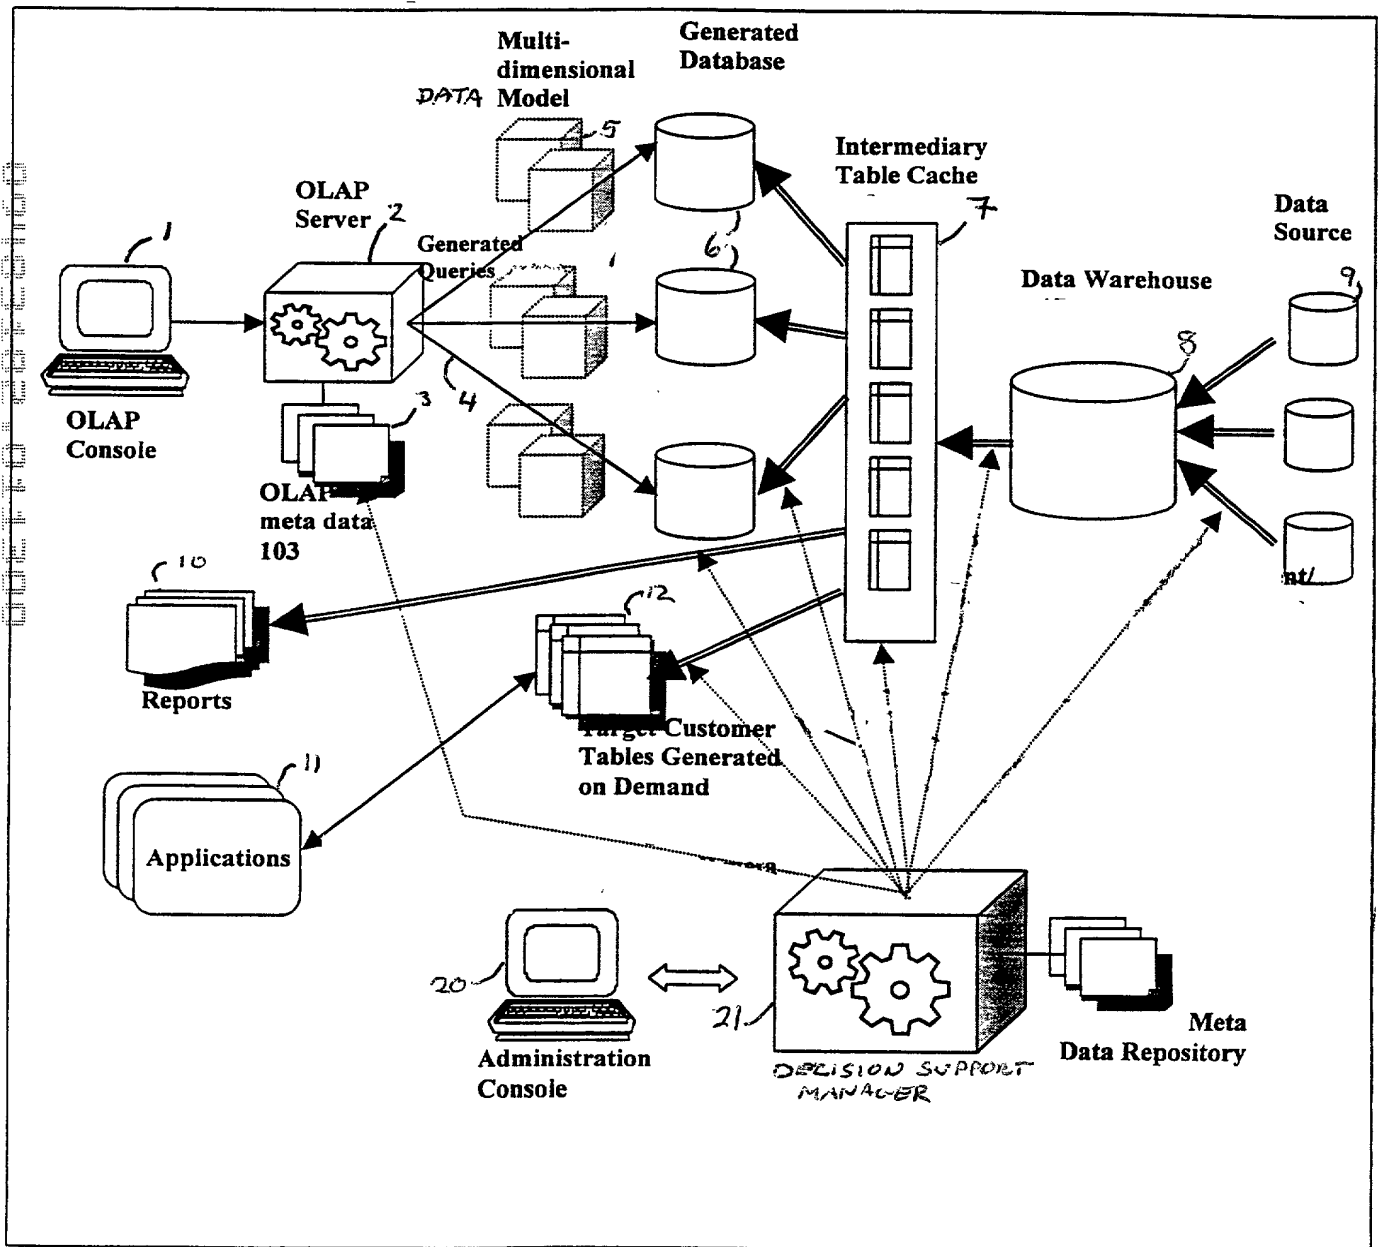 Multi-
dimensional
DATA Model
Generated
Database
5
Intermediary
Table Cache
7
OLAP
Server 2
1
Generated
Queries
6
Data
Source
9
Data Warehouse
8
4
3
OLAP
Console
OLAP
meta data
103
10
Reports
12
Target Customer
Tables Generated
on Demand
nt/
11
Applications
20
Administration
Console
21
DECISION SUPPORT
MANAGER
Meta
Data Repository